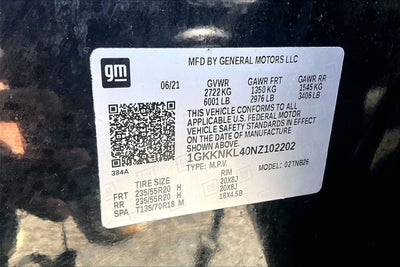 gm
MFD BY GENERAL MOTORS LLC
06/21 GVWR GAWR FRT GAWR RR
2722 KG 1350 KG 1545 KG
6001 LB 2976 LB 3406 LB
THIS VEHICLE CONFORMS TO ALL
APPLICABLE U.S. FEDERAL MOTOR
VEHICLE SAFETY STANDARDS IN EFFECT
ON THE DATE OF MANUFACTURE
SHOWN ABOVE.
1GKKNKL40NZ102202
384A TYPE: M.P.V. MODEL: 02TNB26
TIRE SIZE RIM
FRT 235/55R20 H 20X8J
RR 235/55R20 H 20X8J
SPA T135/70R18 M 18X4.5B